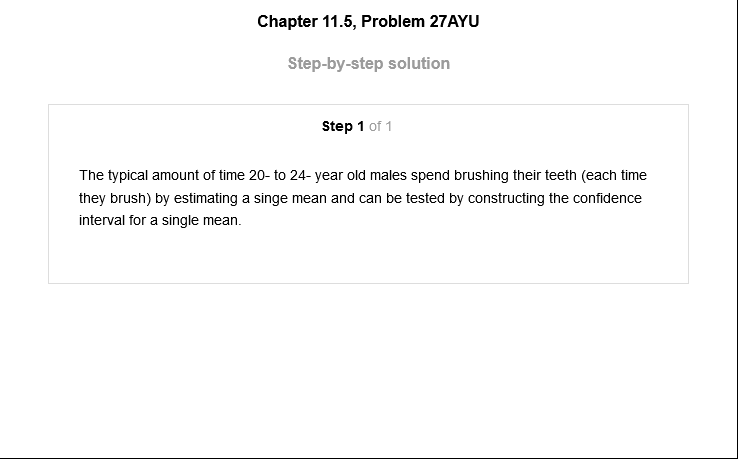 Chapter 11.5, Problem 27AYU
Step-by-step solution
Step 1 of 1
The typical amount of time 20- to 24- year old males spend brushing their teeth (each time
they brush) by estimating a singe mean and can be tested by constructing the confidence
interval for a single mean.